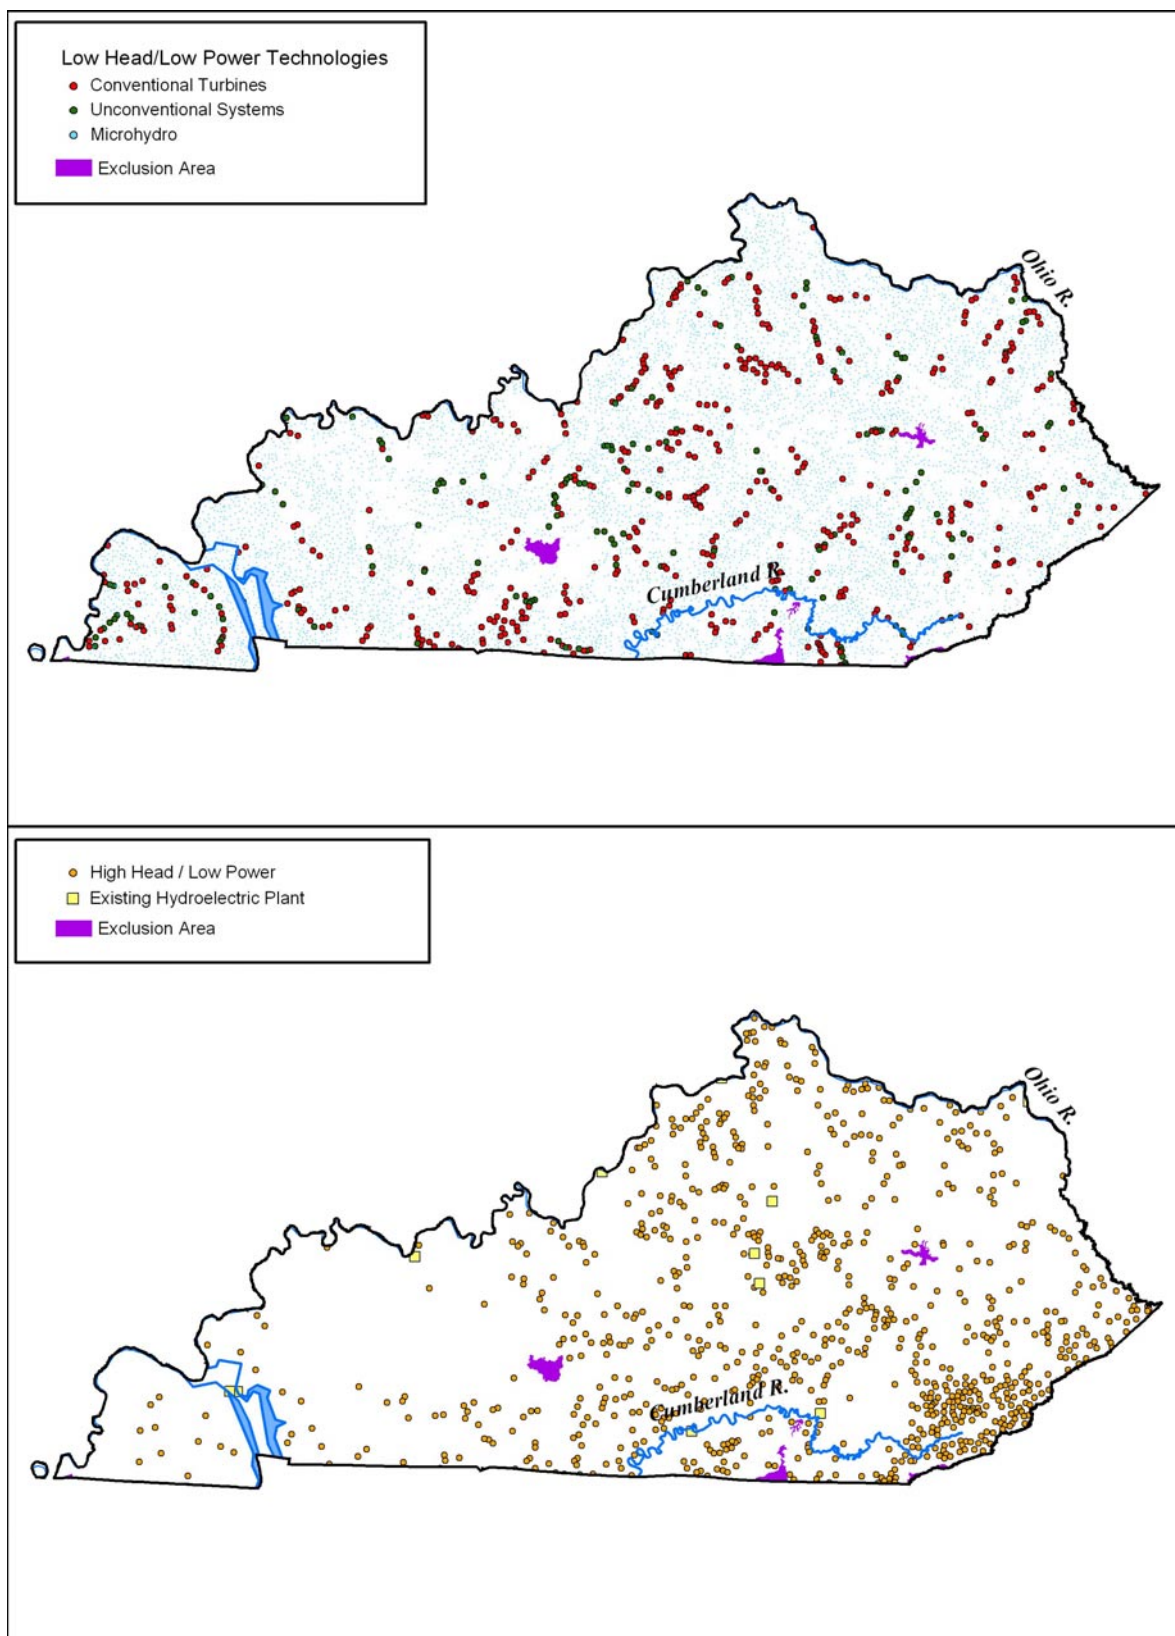 Low Head/Low Power Technologies
Conventional Turbines
Unconventional Systems
Microhydro
Exclusion Area
Ohio R.
Cumberland R.
High Head / Low Power
Existing Hydroelectric Plant
Exclusion Area
Ohio R.
Cumberland R.